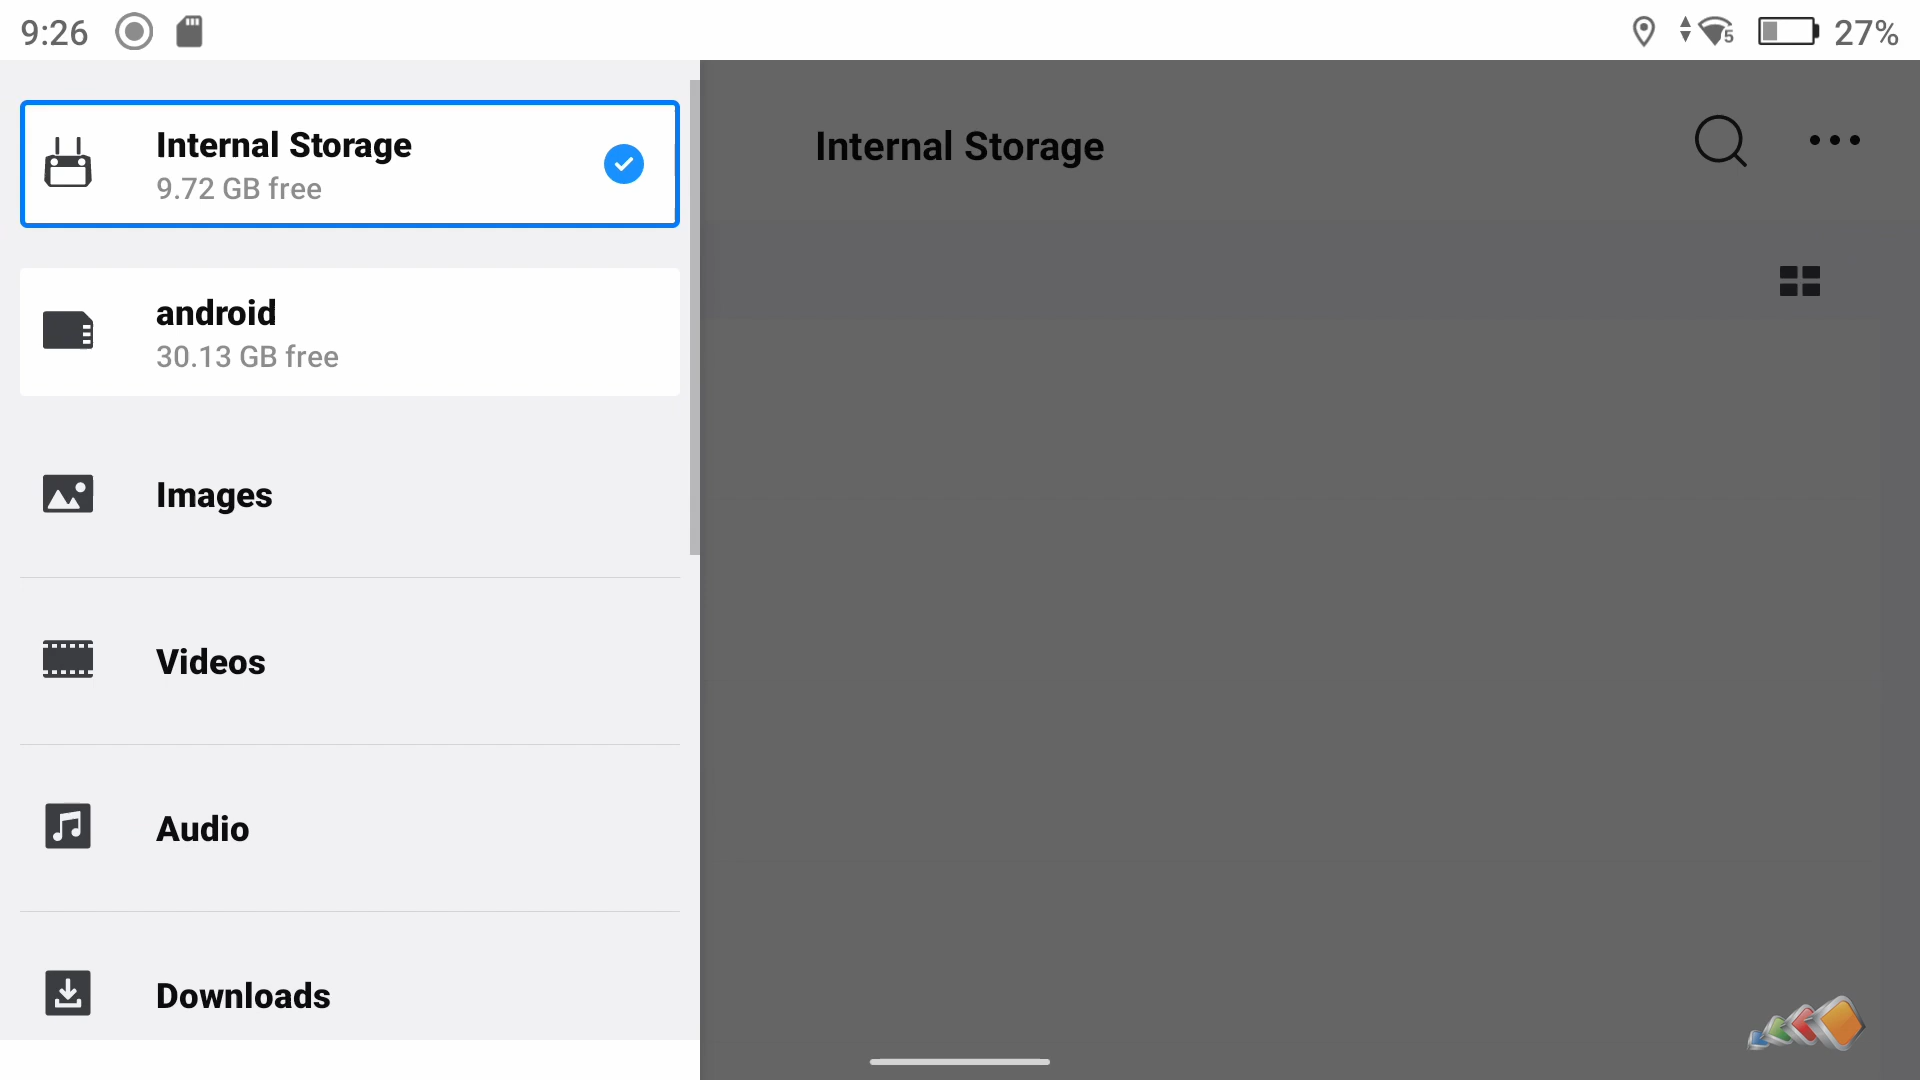 9:26
5
27%
Internal Storage
9.72 GB free
Internal Storage
android
30.13 GB free
Images
Videos
Audio
Downloads